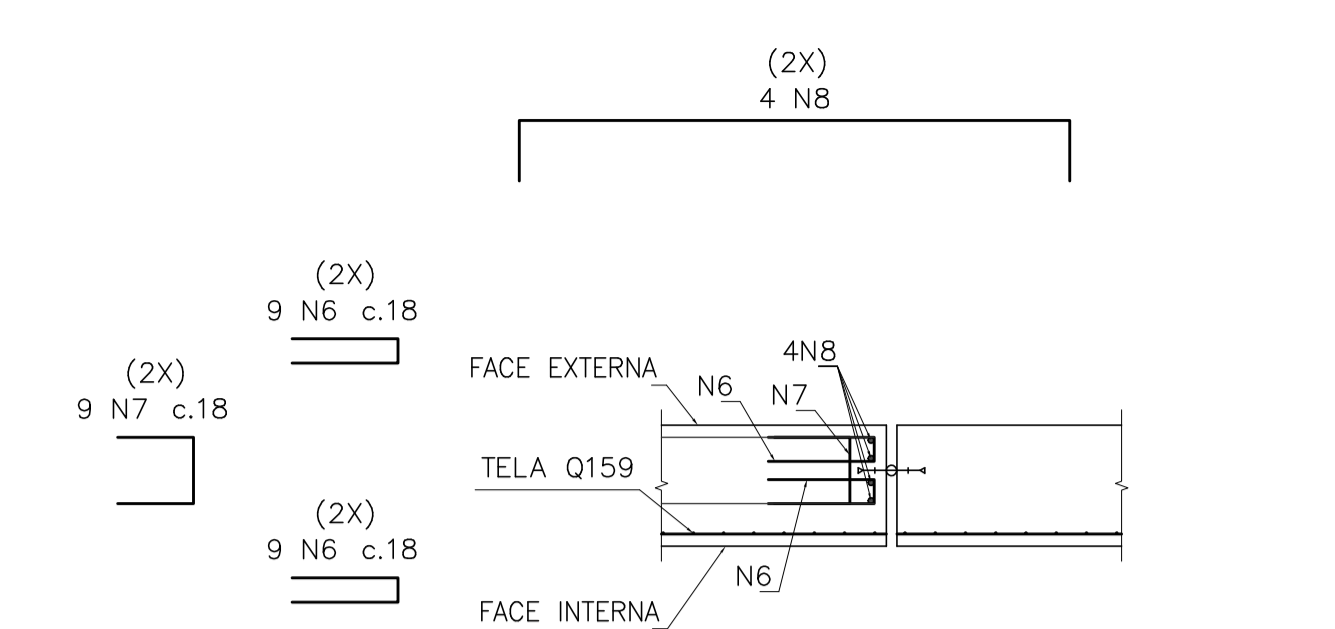 (2X)
4 N8
(2X)
9 N6 c.18
(2X)
9 N7 c.18
(2X)
9 N6 c.18
4N8
FACE EXTERNA
N6
N7
TELA Q159
N6
FACE INTERNA